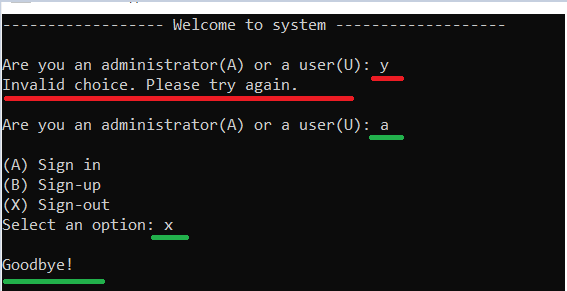 ------------------ Welcome to system -------------------
Are you an administrator(A) or a user(U): y
Invalid choice. Please try again.
Are you an administrator(A) or a user(U): a
(A) Sign in
(B) Sign-up
(X) Sign-out
Select an option: x
Goodbye!